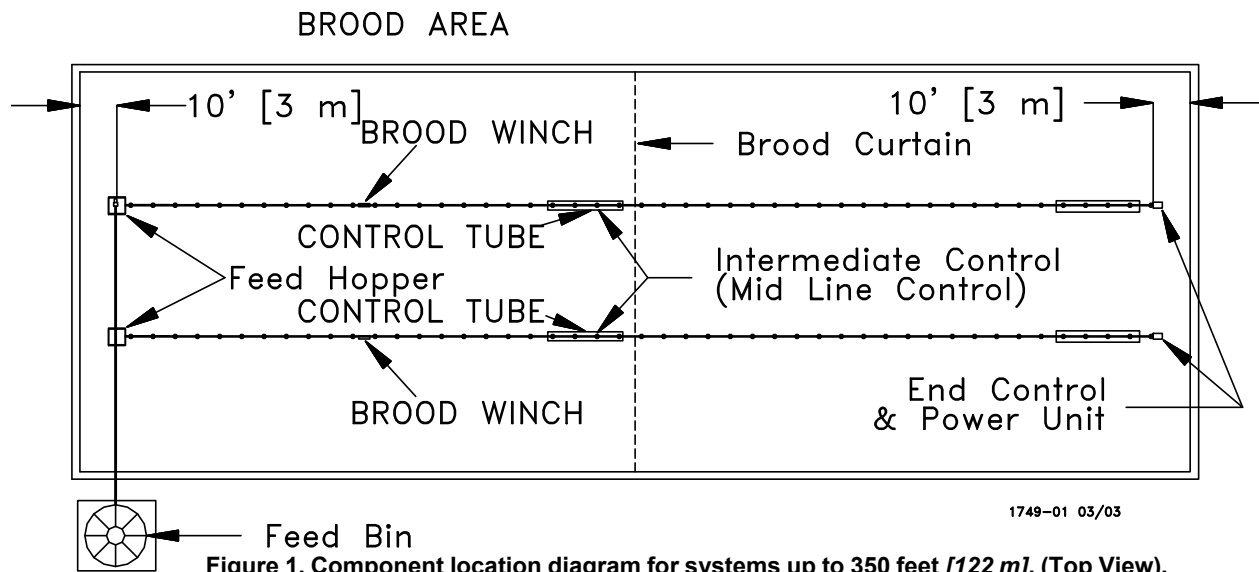 BROOD AREA
10' [3 m]
10' [3 m]
BROOD WINCH
Brood Curtain
CONTROL TUBE
Feed Hopper
Intermediate Control
(Mid Line Control)
CONTROL TUBE
End Control
& Power Unit
BROOD WINCH
1749-01 03/03
Feed Bin
Figure 1. Component location diagram for systems up to 350 feet [122 m]. (Top View).